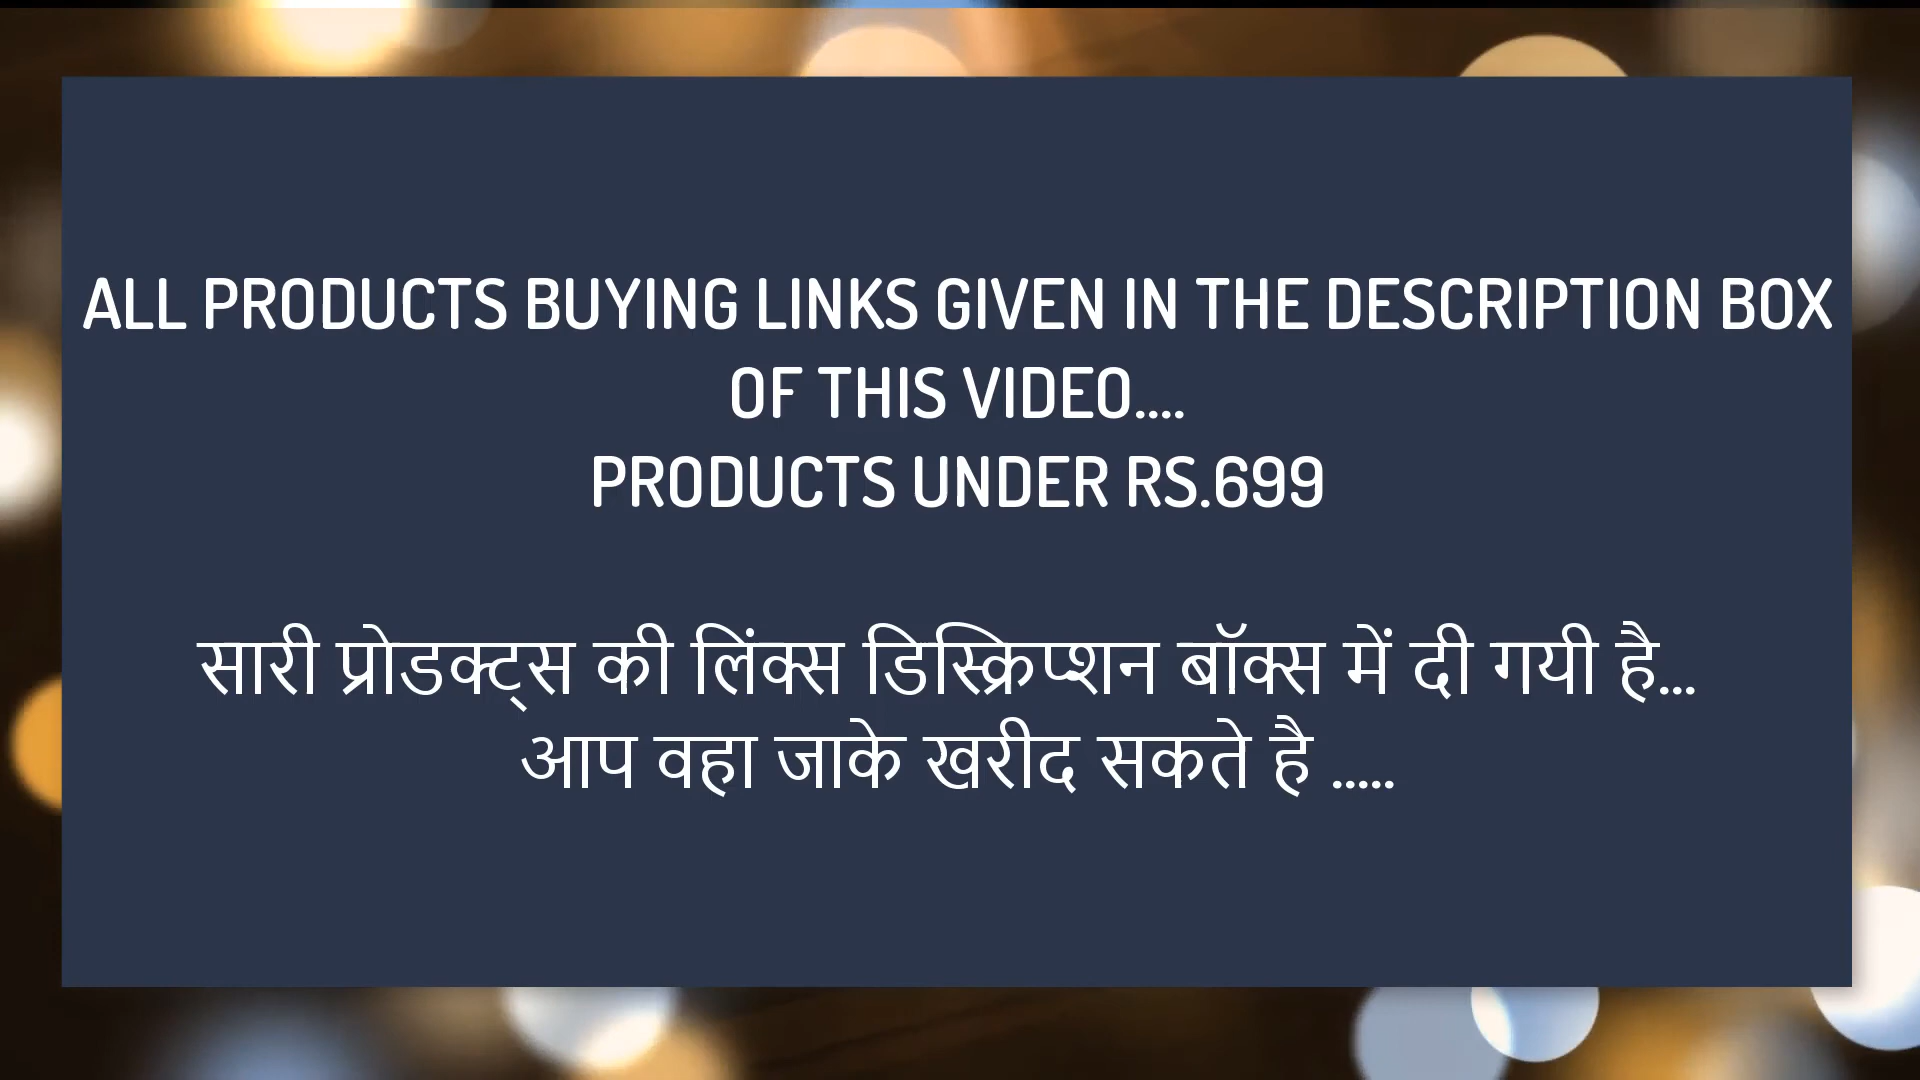 ALL PRODUCTS BUYING LINKS GIVEN IN THE DESCRIPTION BOX
OF THIS VIDEO....
PRODUCTS UNDER RS.699
सारी प्रोडक्ट्स की लिंक्स डिस्क्रिप्शन बॉक्स में दी गयी है...
आप वहा जाके खरीद सकते है .....